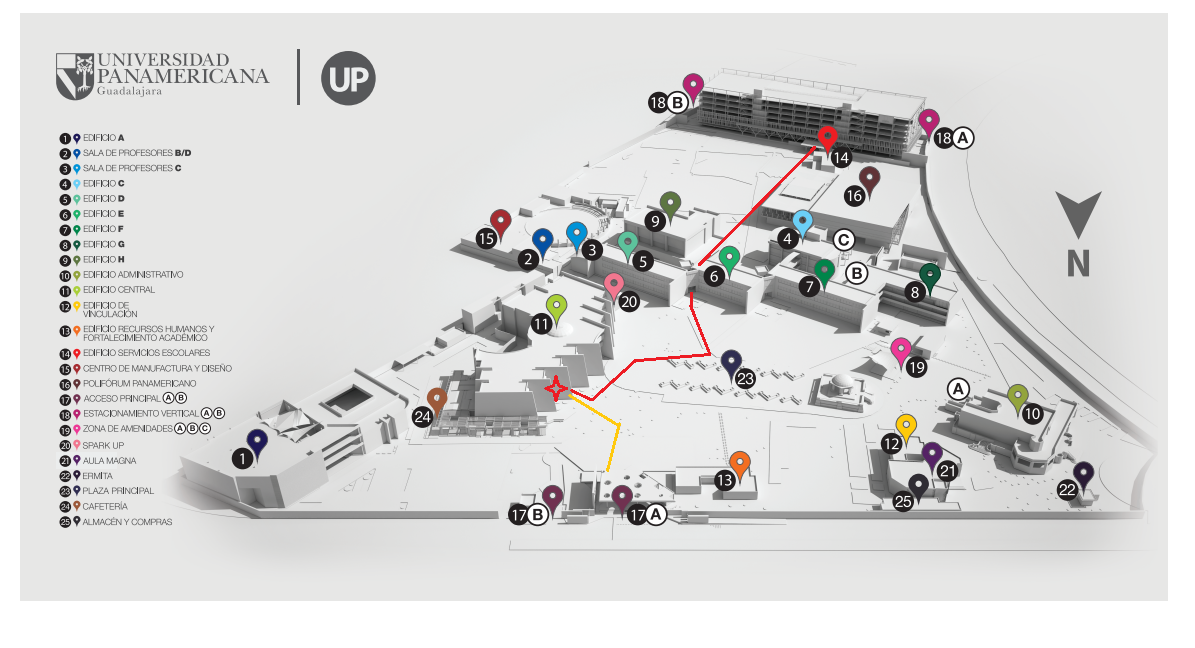 UNIVERSIDAD
PANAMERICANA
Guadalajara
UP
1 EDIFICIO A
2 SALA DE PROFESORES B/D
3 SALA DE PROFESORES C
4 EDIFICIO C
5 EDIFICIO D
6 EDIFICIO E
7 EDIFICIO F
8 EDIFICIO G
9 EDIFICIO H
10 EDIFICIO ADMINISTRATIVO
11 EDIFICIO CENTRAL
12 EDIFICIO DE
VINCULACIÓN
13 EDIFICIO RECURSOS HUMANOS Y
FORTALECIMIENTO ACADÉMICO
14 EDIFICIO SERVICIOS ESCOLARES
15 CENTRO DE MANUFACTURA Y DISEÑO
16 POLIFÓRUM PANAMERICANO
17 ACCESO PRINCIPAL A B
18 ESTACIONAMIENTO VERTICAL A B
19 ZONA DE AMENIDADES A B C
20 SPARK UP
21 AULA MAGNA
22 ERMITA
23 PLAZA PRINCIPAL
24 CAFETERÍA
25 ALMACÉN Y COMPRAS
18 B
18 A
14
16
9
15
2
3
5
4
C
6
B
7
8
N
20
11
19
23
A
10
24
12
1
13
21
25
22
17 B
17 A